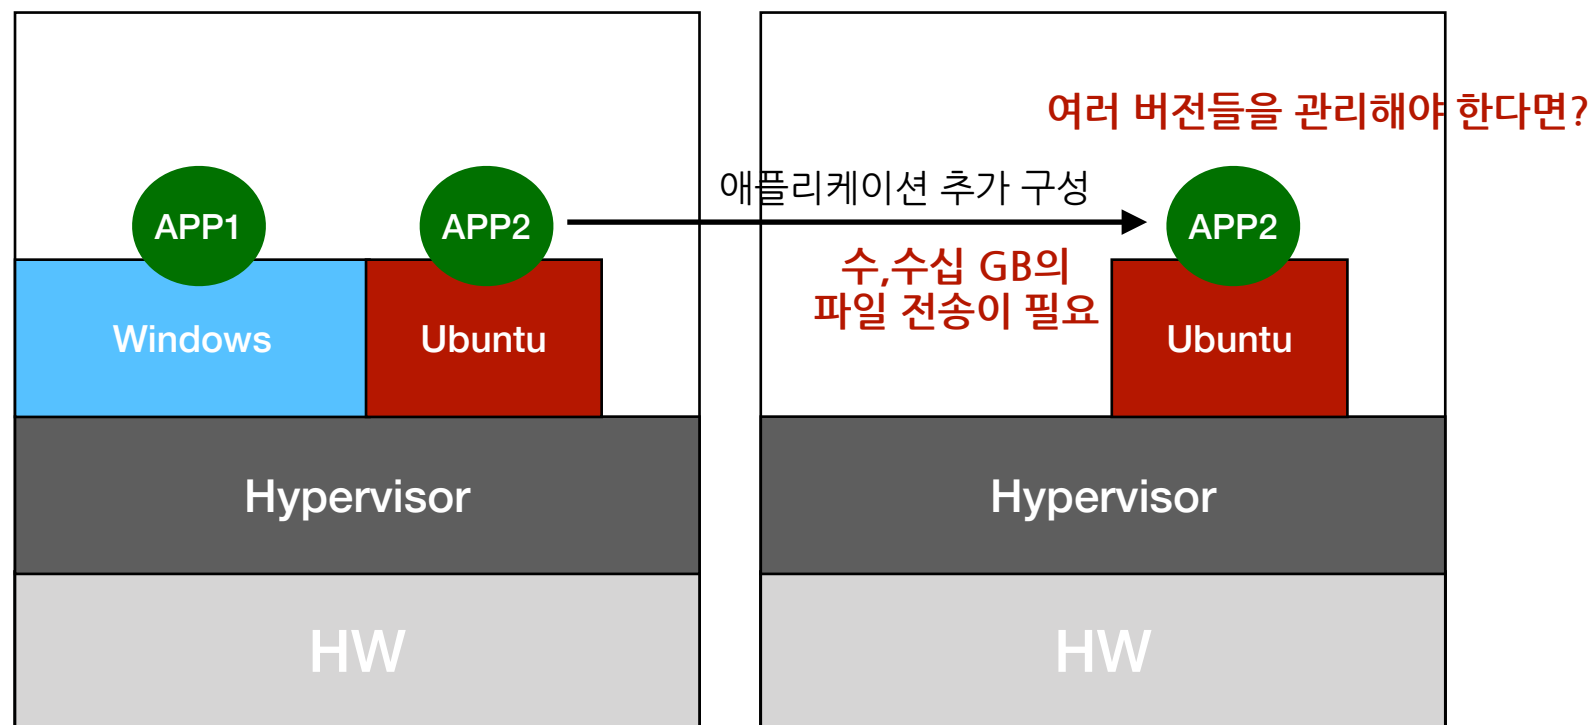 여러 버전들을 관리해야 한다면?
애플리케이션 추가 구성
APP1
APP2
APP2
수,수십 GB의
파일 전송이 필요
Windows
Ubuntu
Ubuntu
Hypervisor
Hypervisor
HW
HW